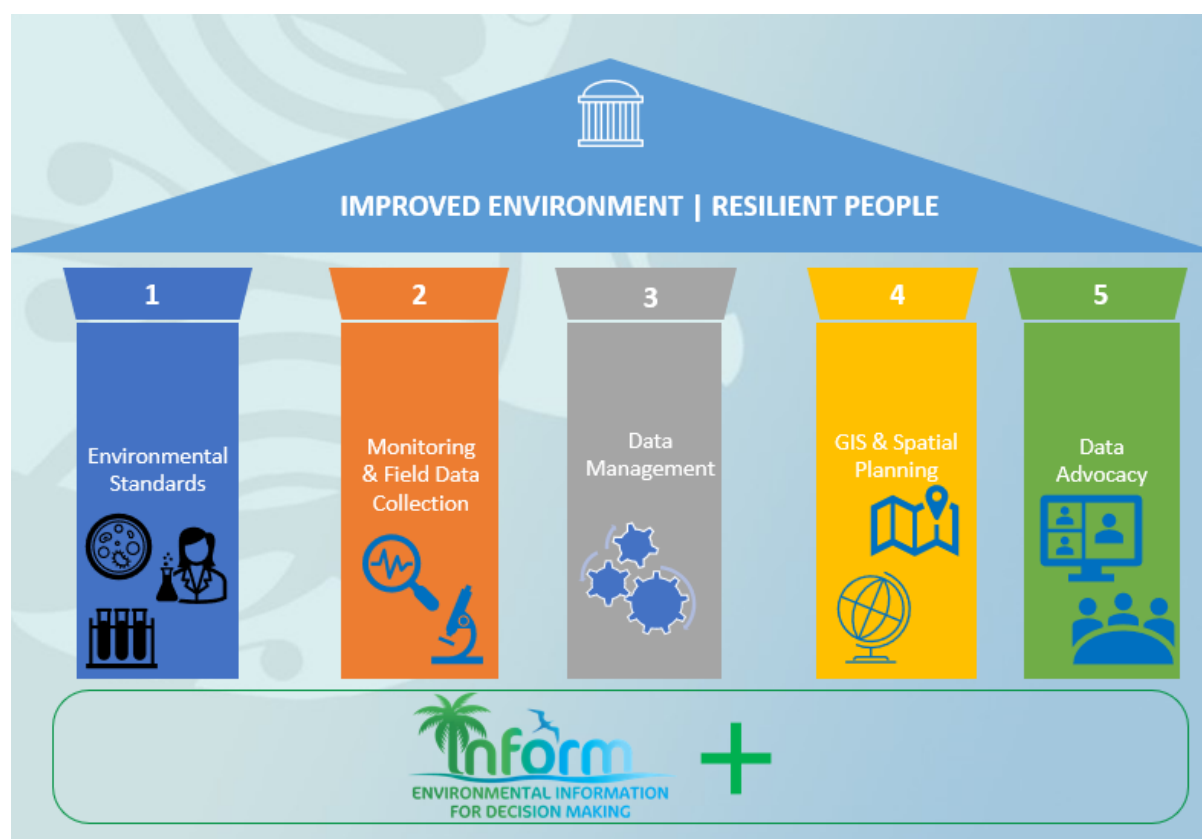 IMPROVED ENVIRONMENT | RESILIENT PEOPLE
1
2
3
4
5
Environmental
Standards
Monitoring
& Field Data
Collection
Data
Management
GIS & Spatial
Planning
Data
Advocacy
Inform +
ENVIRONMENTAL INFORMATION
FOR DECISION MAKING